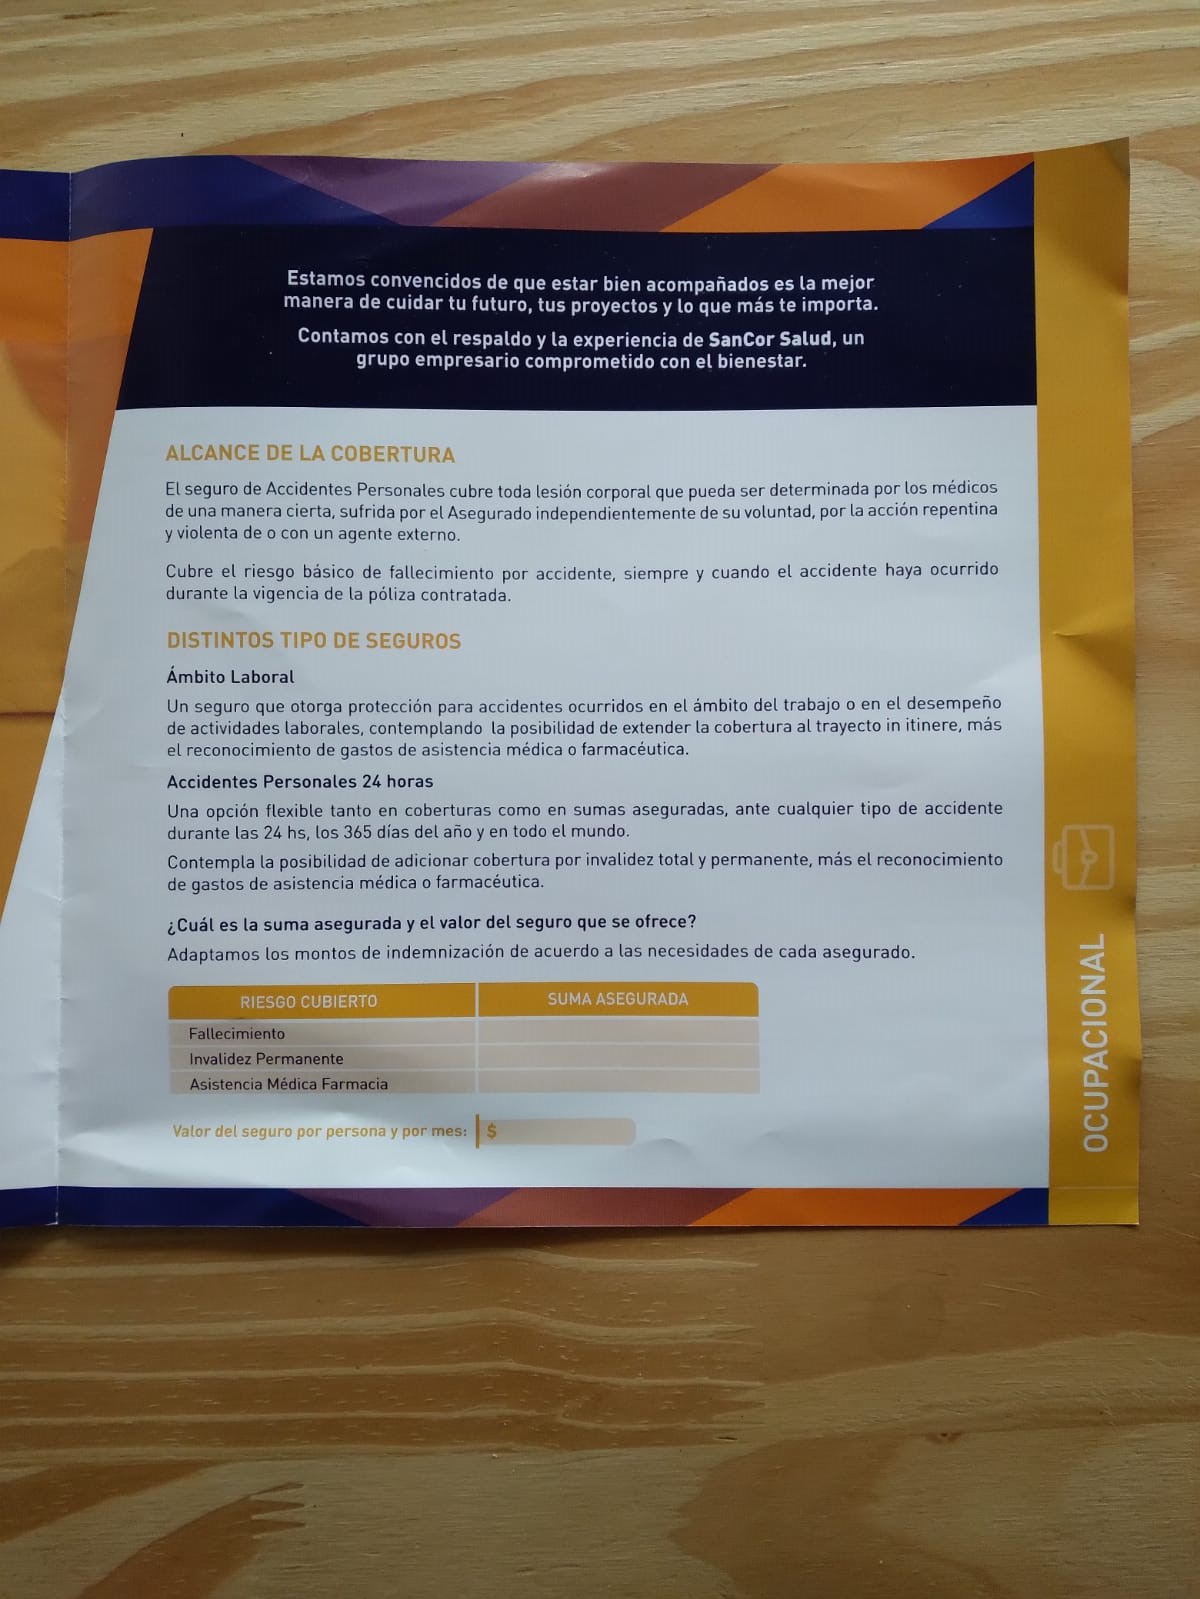 Estamos convencidos de que estar bien acompañados es la mejor
manera de cuidar tu futuro, tus proyectos y lo que más te importa.
Contamos con el respaldo y la experiencia de SanCor Salud, un
grupo empresario comprometido con el bienestar.
ALCANCE DE LA COBERTURA
El seguro de Accidentes Personales cubre toda lesión corporal que pueda ser determinada por los médicos
de una manera cierta, sufrida por el Asegurado independientemente de su voluntad, por la acción repentina
y violenta de o con un agente externo.
Cubre el riesgo básico de fallecimiento por accidente, siempre y cuando el accidente haya ocurrido
durante la vigencia de la póliza contratada.
DISTINTOS TIPO DE SEGUROS
Ámbito Laboral
Un seguro que otorga protección para accidentes ocurridos en el ámbito del trabajo o en el desempeño
de actividades laborales, contemplando la posibilidad de extender la cobertura al trayecto in itinere, más
el reconocimiento de gastos de asistencia médica o farmacéutica.
Accidentes Personales 24 horas
Una opción flexible tanto en coberturas como en sumas aseguradas, ante cualquier tipo de accidente
durante las 24 hs, los 365 días del año y en todo el mundo.
Contempla la posibilidad de adicionar cobertura por invalidez total y permanente, más el reconocimiento
de gastos de asistencia médica o farmacéutica.
¿Cuál es la suma asegurada y el valor del seguro que se ofrece?
Adaptamos los montos de indemnización de acuerdo a las necesidades de cada asegurado.
RIESGO CUBIERTO SUMA ASEGURADA
Fallecimiento
Invalidez Permanente
Asistencia Médica Farmacia
Valor del seguro por persona y por mes: $
OCUPACIONAL